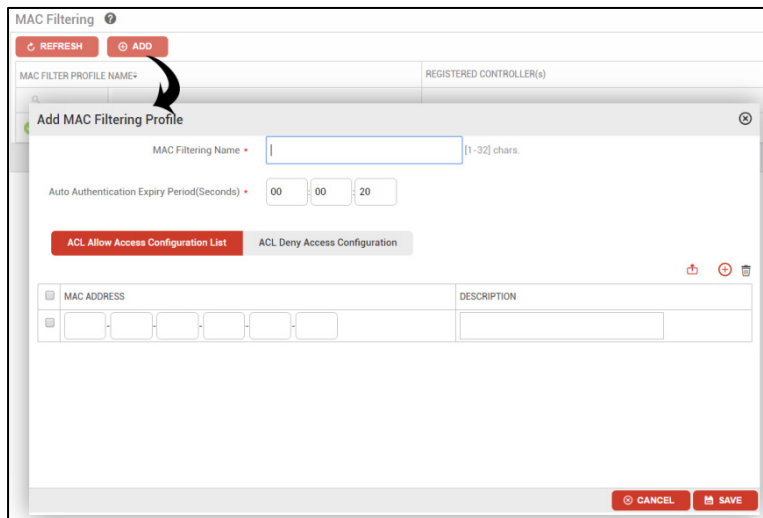 MAC Filtering
REFRESH ADD
MAC FILTER PROFILE NAME REGISTERED CONTROLLER(s)
Add MAC Filtering Profile
MAC Filtering Name • [1-32] chars.
Auto Authentication Expiry Period(Seconds) • 00 : 00 : 20
ACL Allow Access Configuration List ACL Deny Access Configuration
MAC ADDRESS DESCRIPTION
- - - - -
CANCEL SAVE